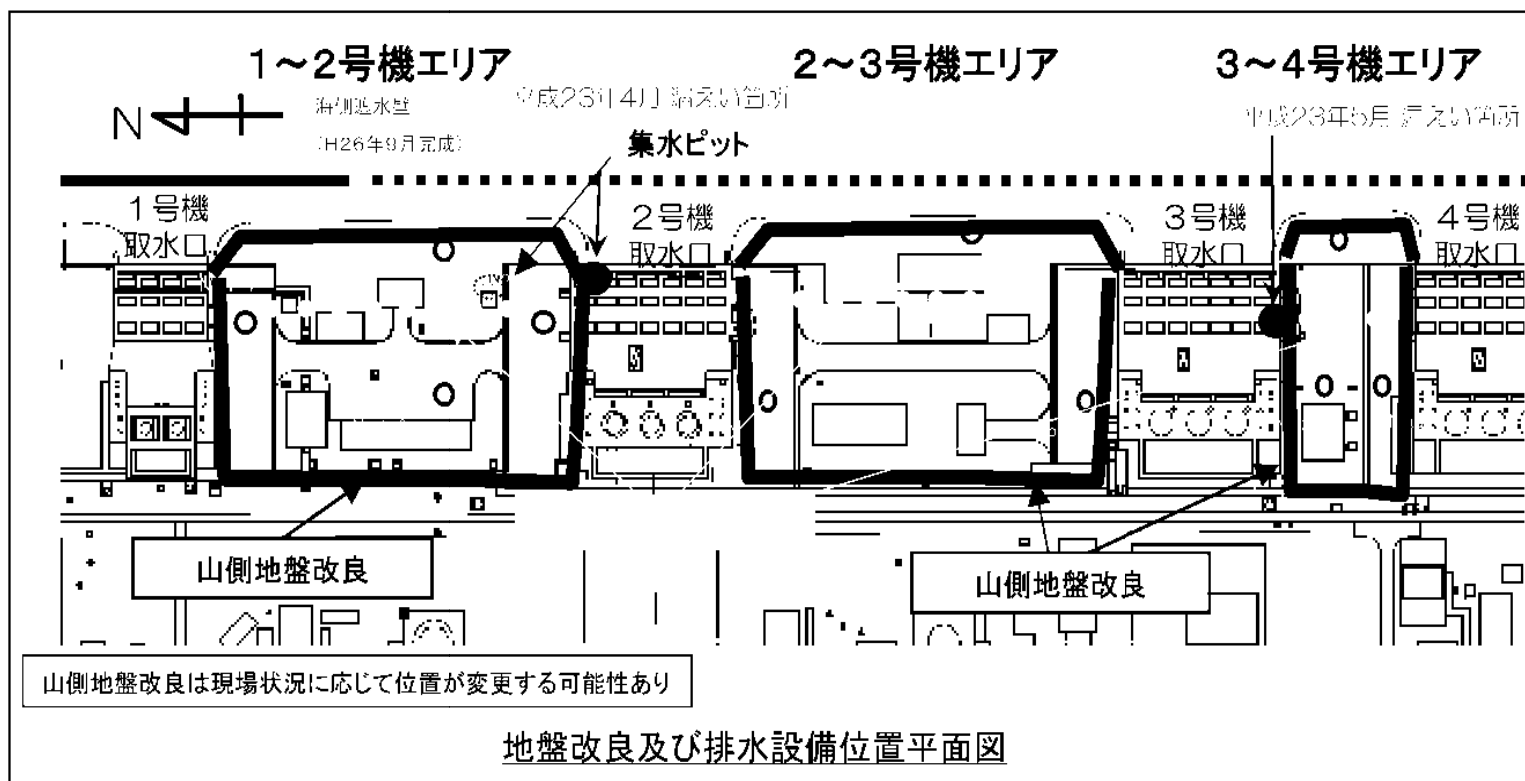 1～2号機エリア
2～3号機エリア
3～4号機エリア
N
海側遮水壁
(H26年9月完成)
平成23年4月 漏えい箇所
平成23年5月 漏えい箇所
集水ピット
1号機
取水口
2号機
取水口
3号機
取水口
4号機
取水口
山側地盤改良
山側地盤改良
山側地盤改良は現場状況に応じて位置が変更する可能性あり
地盤改良及び排水設備位置平面図